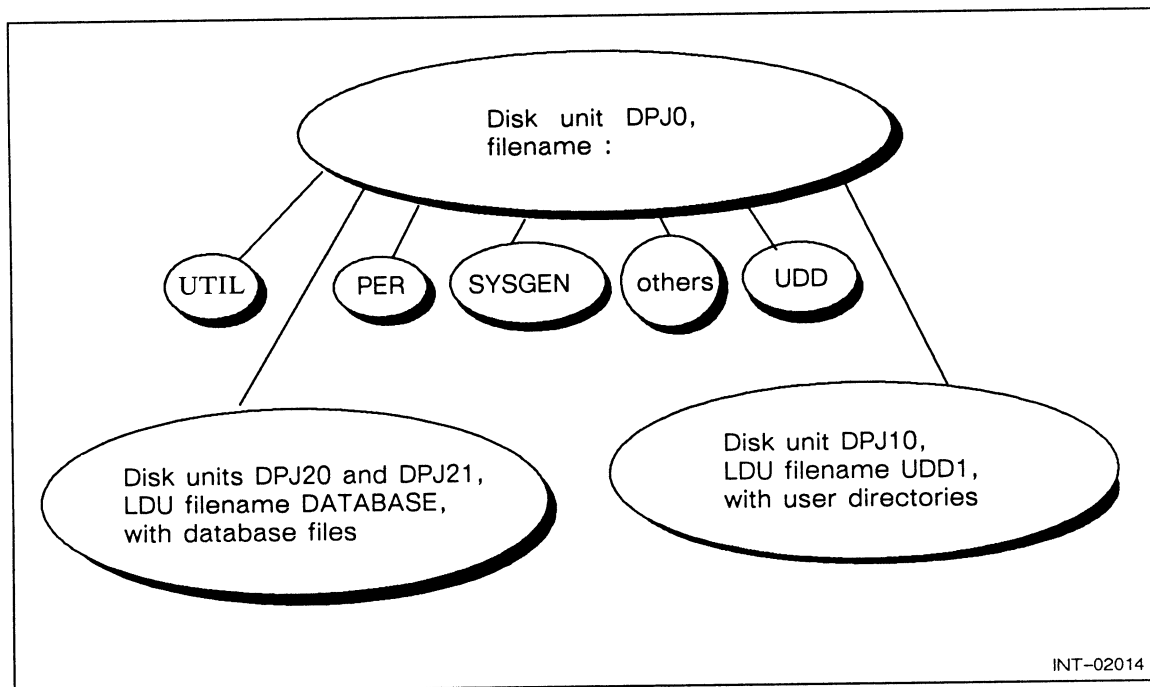 Disk unit DPJ0,
filename :
UTIL
PER
SYSGEN
others
UDD
Disk units DPJ20 and DPJ21,
LDU filename DATABASE,
with database files
Disk unit DPJ10,
LDU filename UDD1,
with user directories
INT-02014